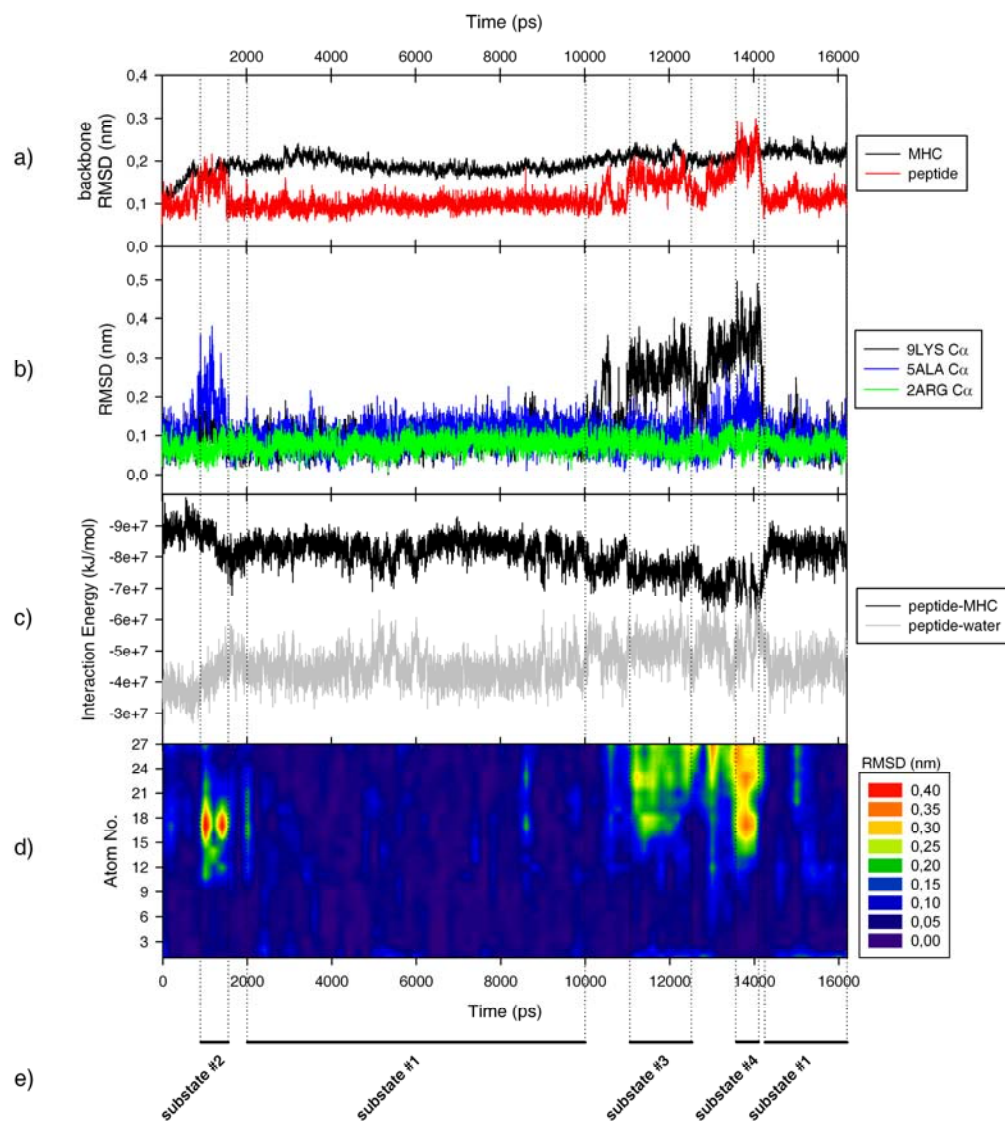 Time (ps)
2000 4000 6000 8000 10000 12000 14000 16000
a)
backbone
RMSD (nm)
0,4
0,3
0,2
0,1
0,0
MHC
peptide
b)
RMSD (nm)
0,5
0,4
0,3
0,2
0,1
0,0
9LYS Cα
5ALA Cα
2ARG Cα
c)
Interaction Energy (kJ/mol)
-9e+7
-8e+7
-7e+7
-6e+7
-5e+7
-4e+7
-3e+7
peptide-MHC
peptide-water
d)
Atom No.
27
24
21
18
15
12
9
6
3
RMSD (nm)
0,40
0,35
0,30
0,25
0,20
0,15
0,10
0,05
0,00
0 2000 4000 6000 8000 10000 12000 14000 16000
Time (ps)
e)
substate #2
substate #1
substate #3
substate #4
substate #1